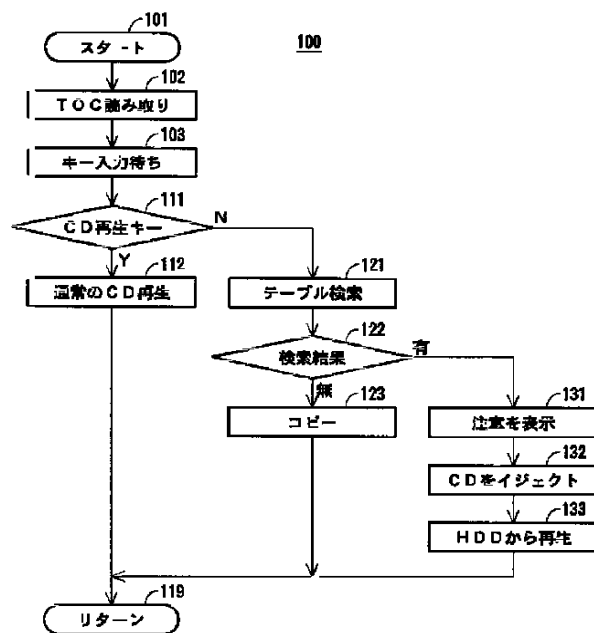 101
スタート
100
102
TOC読み取り
103
キー入力待ち
111
CD再生キー
N
Y
112
通常のCD再生
121
テーブル検索
122
検索結果
有
無
123
コピー
131
注意を表示
132
CDをイジェクト
133
HDDから再生
119
リターン